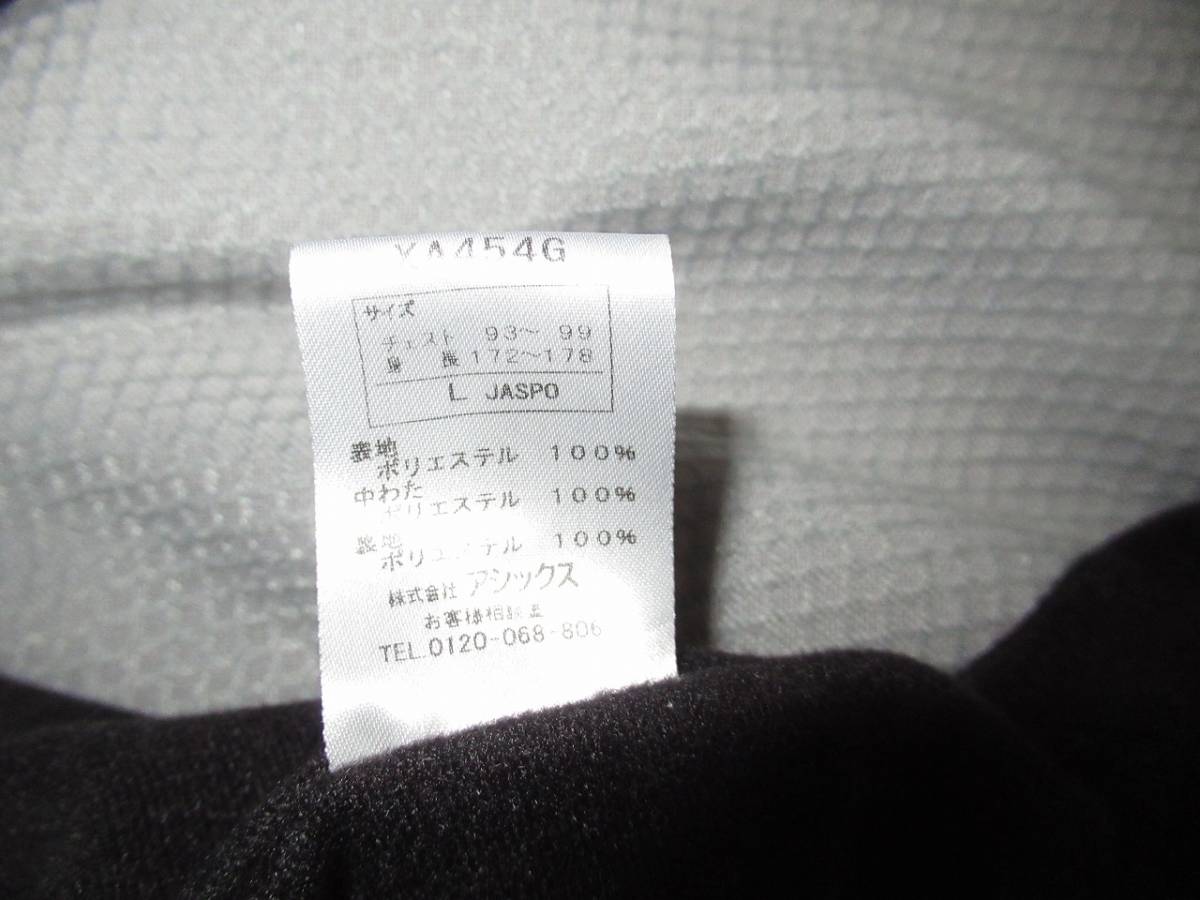 XA454G
サイズ
チェスト 93〜 99
身 長 172〜178
L JASPO
表地
ポリエステル 100%
中わた
ポリエステル 100%
裏地
ポリエステル 100%
株式会社 アシックス
お客様相談室
TEL.0120-068-806